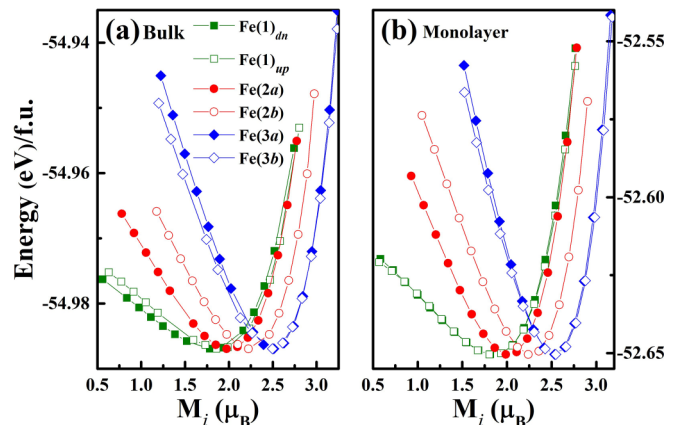 (a) Bulk
Fe(1)dn
Fe(1)up
Fe(2a)
Fe(2b)
Fe(3a)
Fe(3b)
(b) Monolayer
Energy (eV)/f.u.
-54.94
-54.96
-54.98
0.5 1.0 1.5 2.0 2.5 3.0
Mi (μB)
-52.55
-52.60
-52.65
0.5 1.0 1.5 2.0 2.5 3.0
Mi (μB)